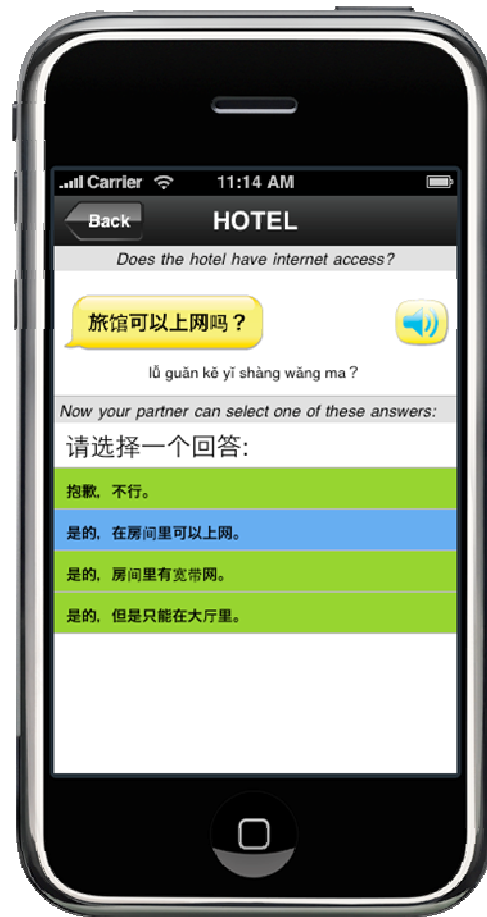 Carrier 11:14 AM
Back HOTEL
Does the hotel have internet access?
旅馆可以上网吗？
lǚ guǎn kě yǐ shàng wǎng ma？
Now your partner can select one of these answers:
请选择一个回答:
抱歉，不行。
是的，在房间里可以上网。
是的，房间里有宽带网。
是的，但是只能在大厅里。